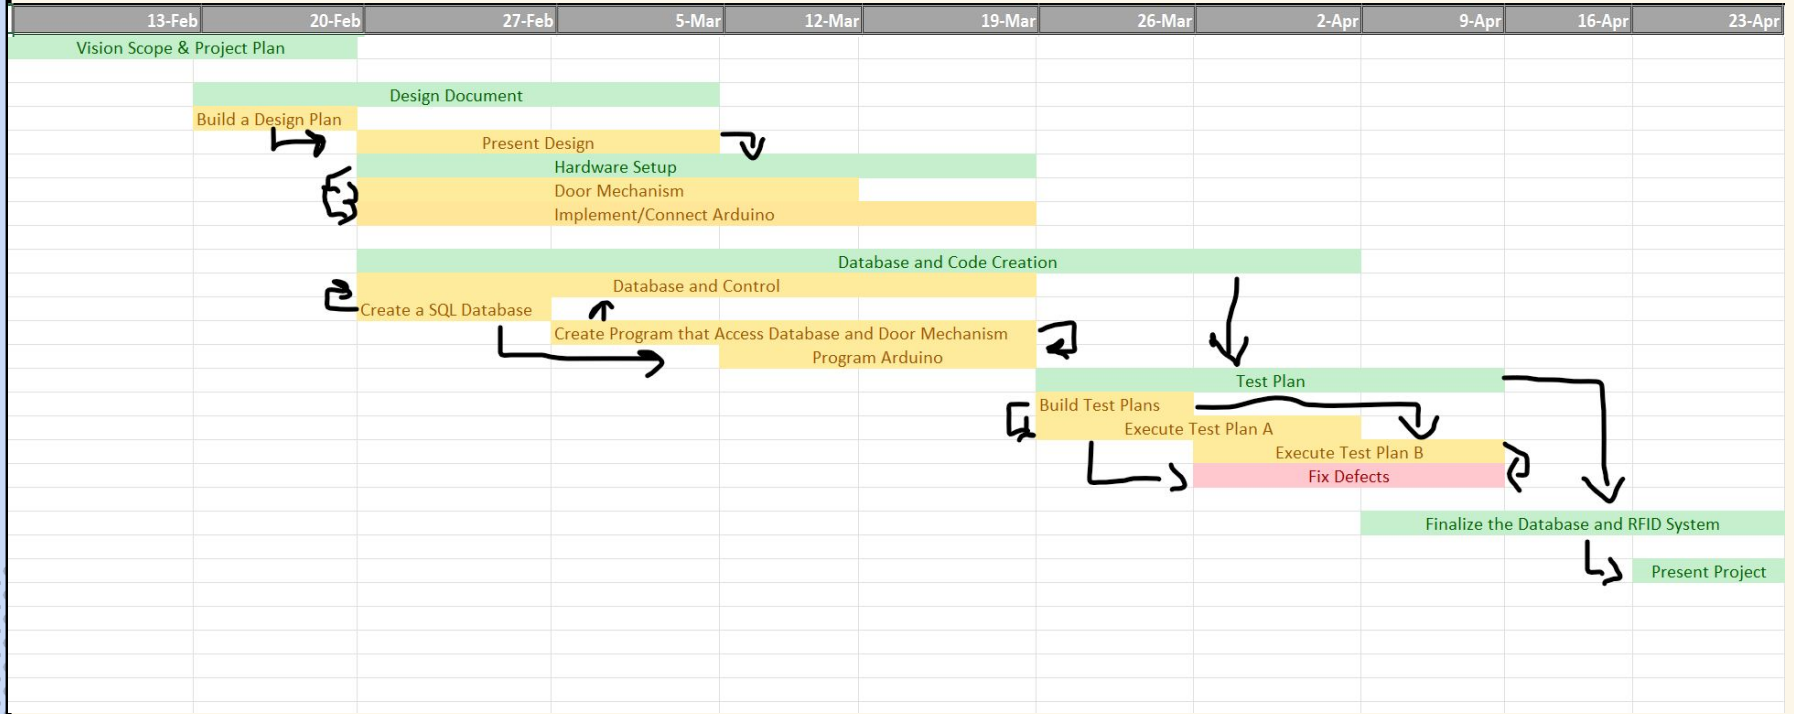 13-Feb 20-Feb 27-Feb 5-Mar 12-Mar 19-Mar 26-Mar 2-Apr 9-Apr 16-Apr 23-Apr
Vision Scope & Project Plan
Design Document
Build a Design Plan
Present Design
Hardware Setup
Door Mechanism
Implement/Connect Arduino
Database and Code Creation
Database and Control
Create a SQL Database
Create Program that Access Database and Door Mechanism
Program Arduino
Test Plan
Build Test Plans
Execute Test Plan A
Execute Test Plan B
Fix Defects
Finalize the Database and RFID System
Present Project